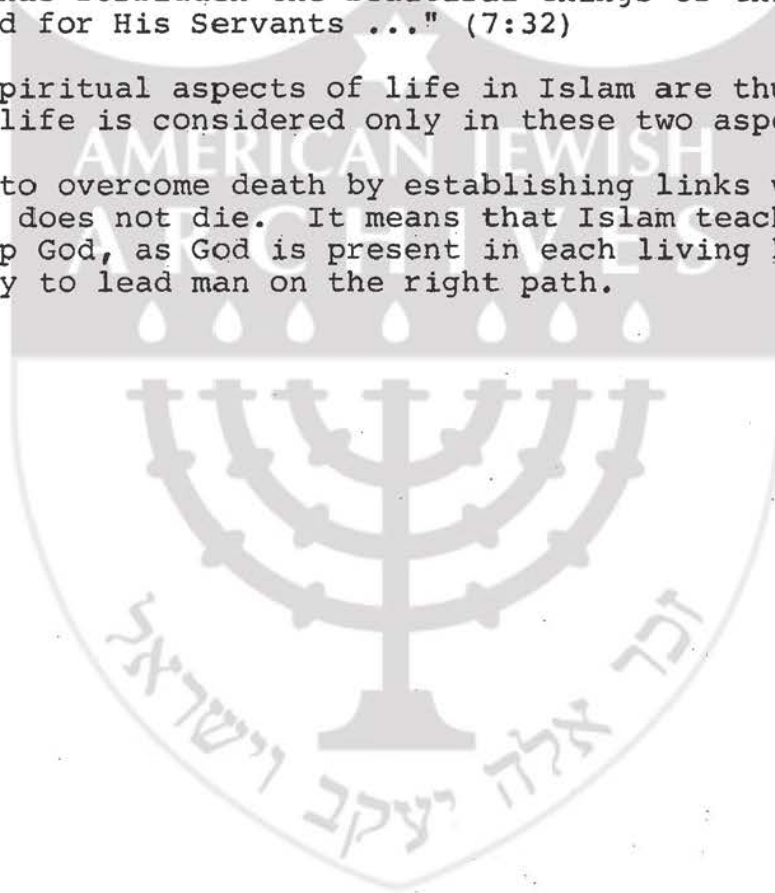 d for His Servants ..." (7:32)
piritual aspects of life in Islam are thu
life is considered only in these two aspe
to overcome death by establishing links
does not die. It means that Islam teac
p God, as God is present in each living
y to lead man on the right path.
AMERICAN JEWISH
ARCHIVES
זכר אלה יעקב וישראל